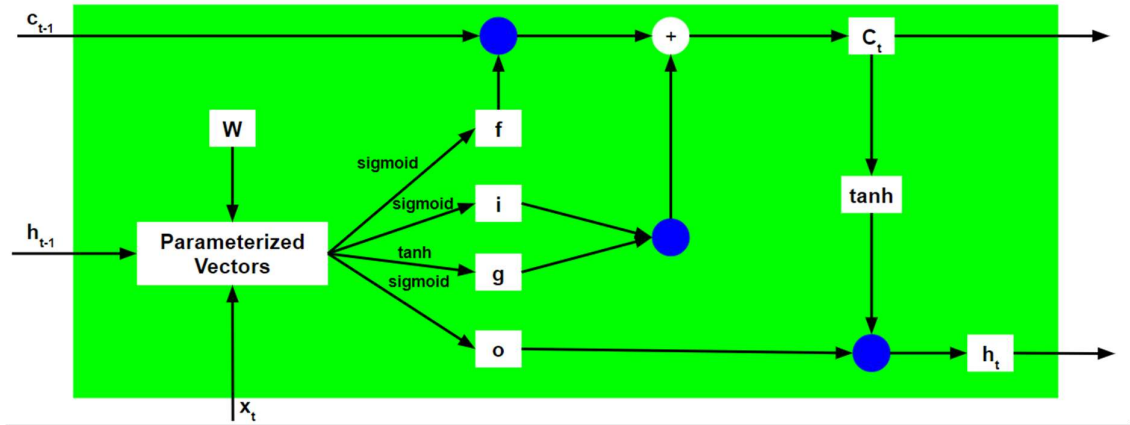 c t-1
+
C t
W
f
sigmoid
tanh
sigmoid
i
h t-1
Parameterized
Vectors
tanh
g
sigmoid
o
h t
x t